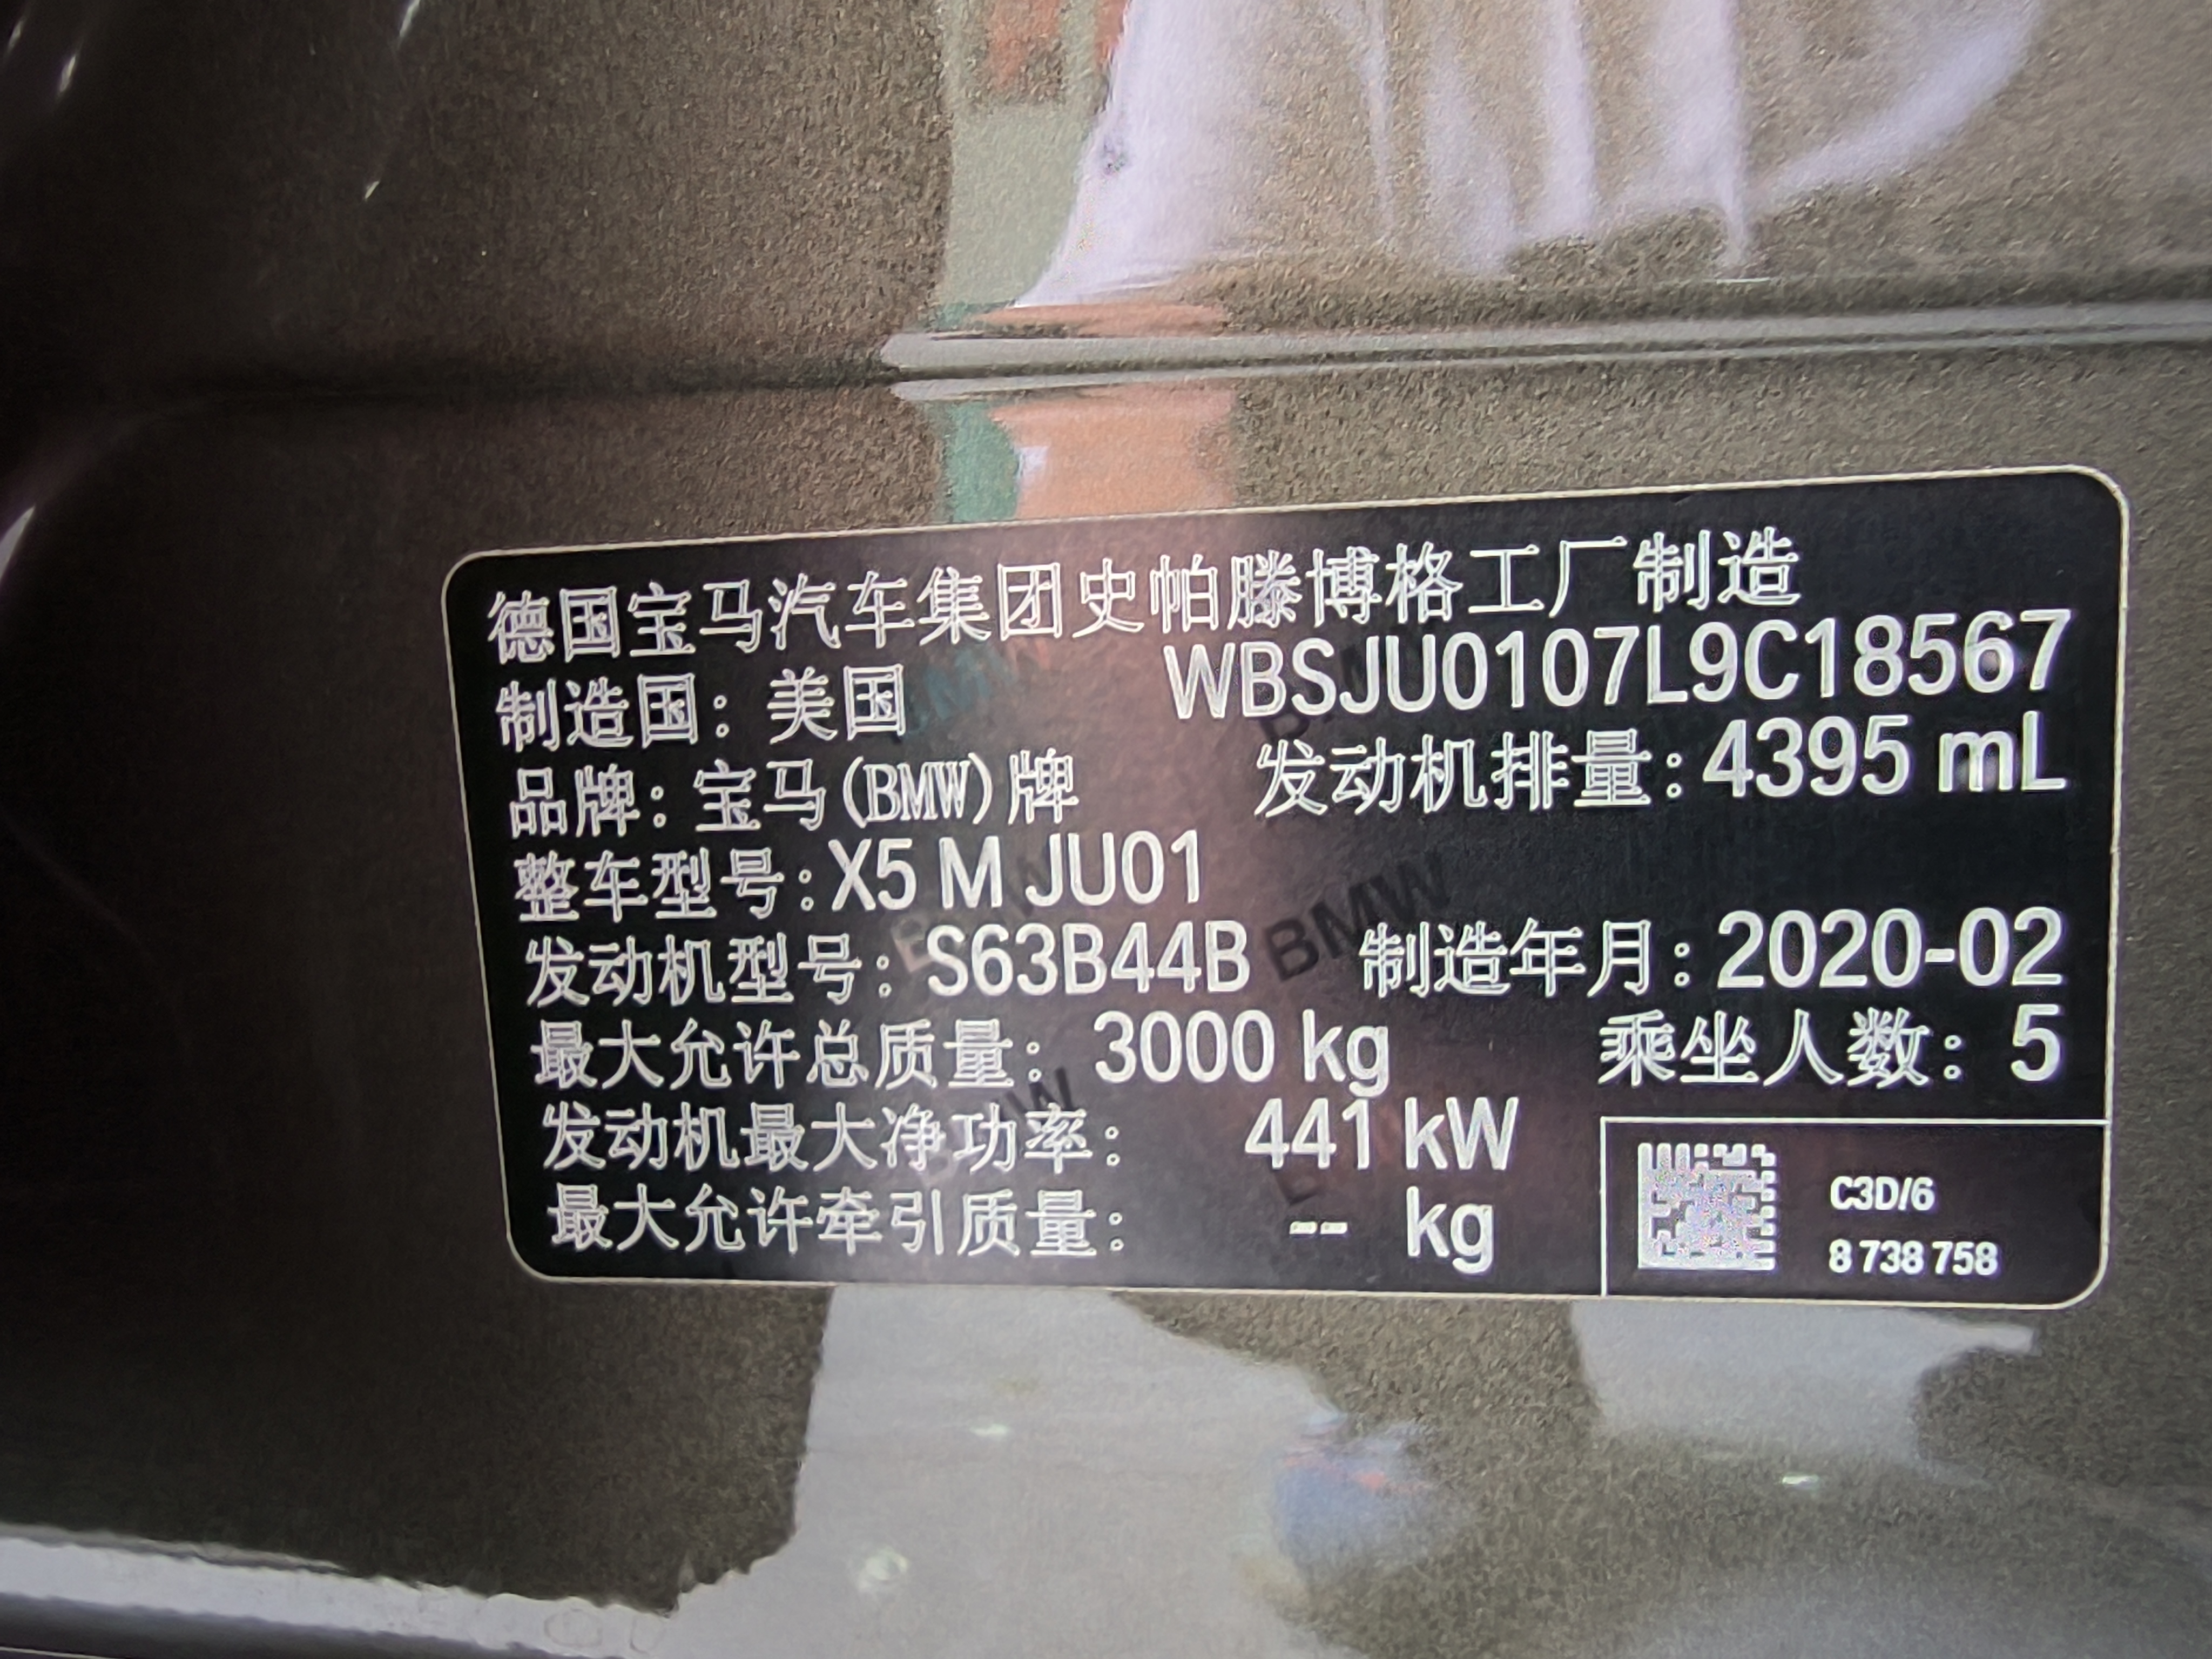 德国宝马汽车集团史帕滕博格工厂制造
制造国：美国 WBSJU0107L9C18567
品牌：宝马(BMW)牌 发动机排量：4395 mL
整车型号：X5 M JU01
发动机型号：S63B44B 制造年月：2020-02
最大允许总质量：3000 kg 乘坐人数：5
发动机最大净功率：441 kW
最大允许牵引质量：-- kg
C3D/6
8 738 758
BMW